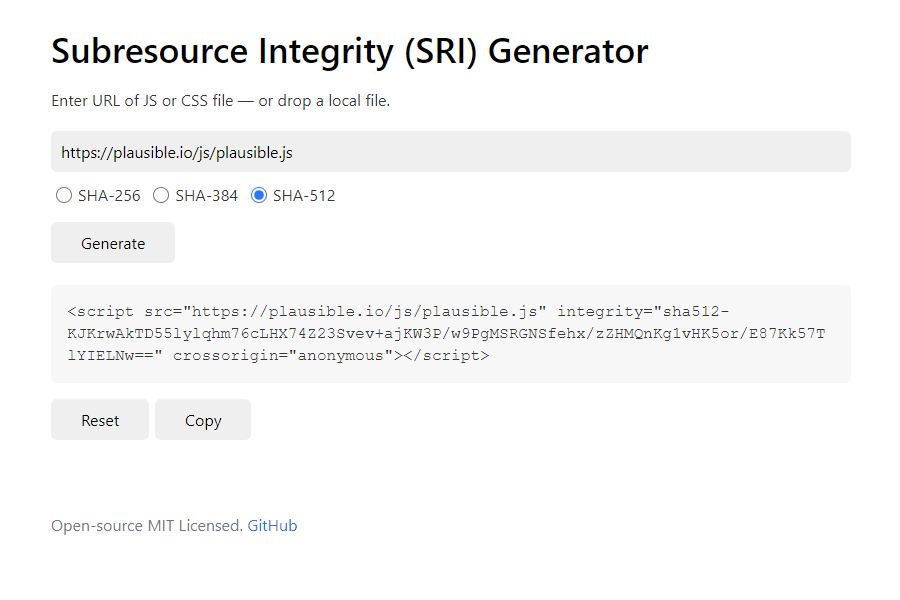 Subresource Integrity (SRI) Generator
Enter URL of JS or CSS file — or drop a local file.
https://plausible.io/js/plausible.js
SHA-256 SHA-384 SHA-512
Generate
<script src="https://plausible.io/js/plausible.js" integrity="sha512-
KJKrwAkTD55lylqhm76cLHX74Z23Svev+ajKW3P/w9PgMSRGNSfehx/zZHMQnKg1vHK5or/E87Kk57T
lYIELNw==" crossorigin="anonymous"></script>
Reset Copy
Open-source MIT Licensed. GitHub